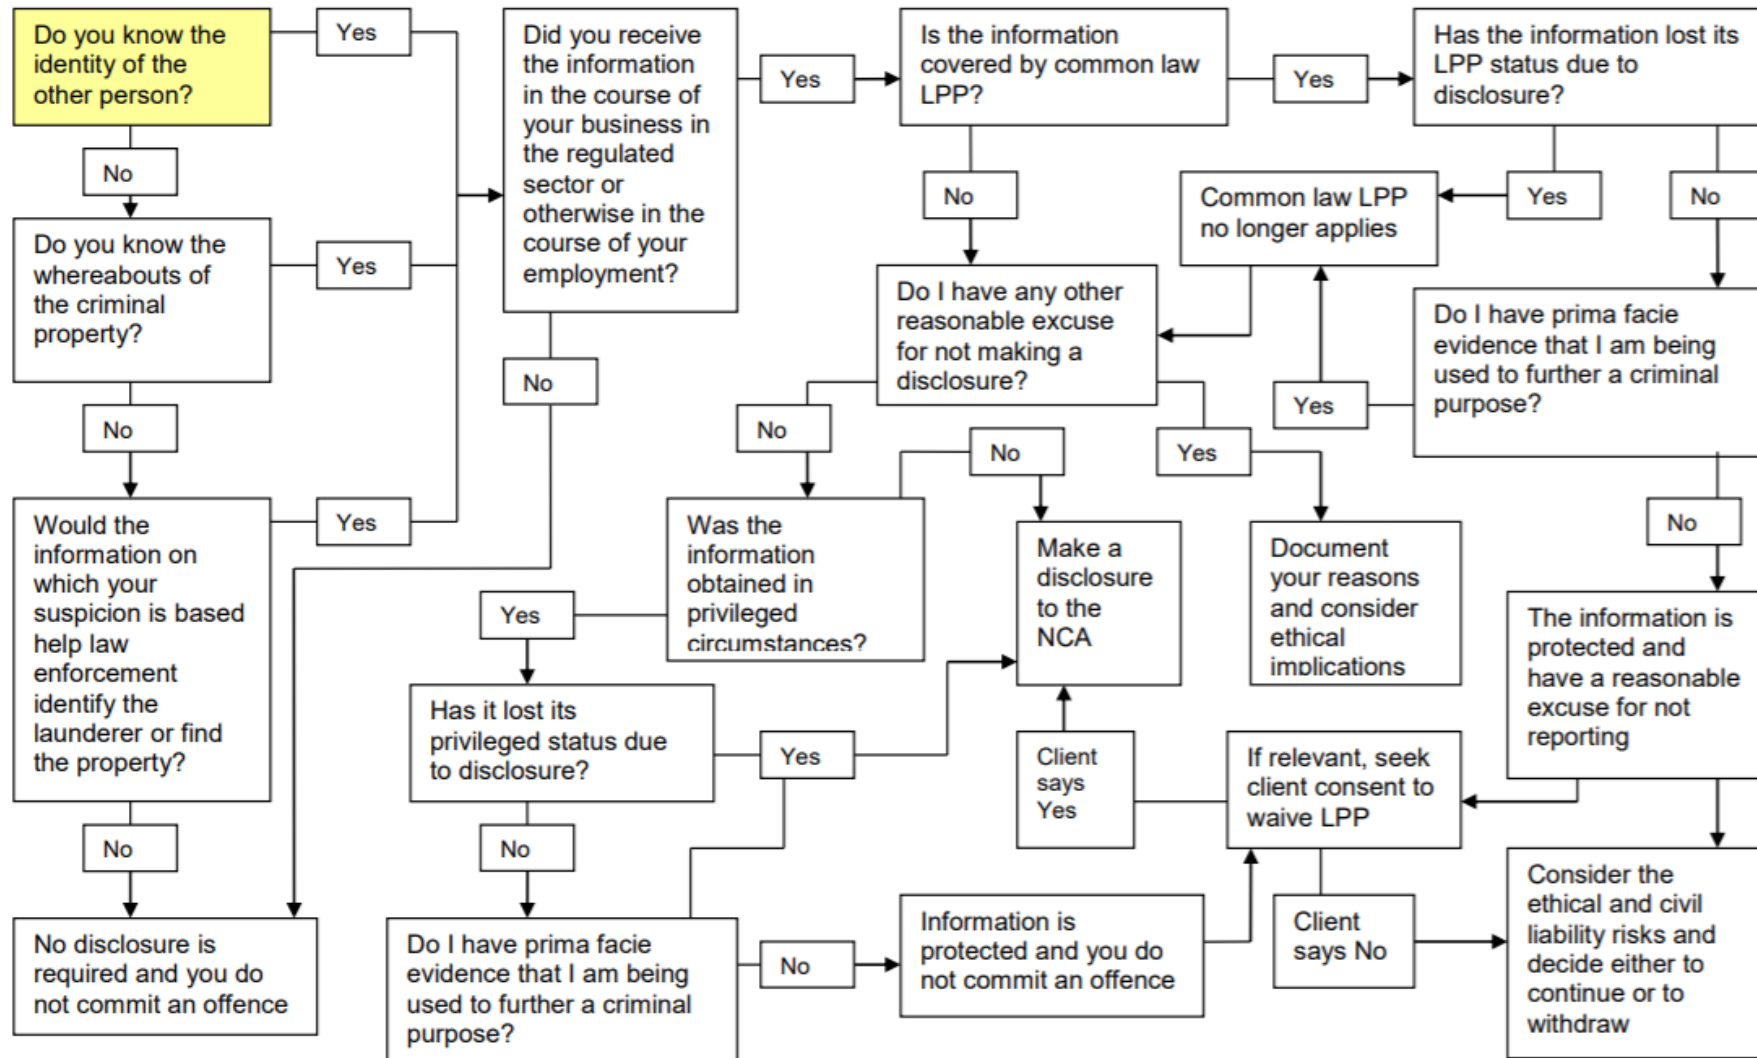 Do you know the
identity of the
other person?
Yes
No
Do you know the
whereabouts of
the criminal
property?
Yes
No
Would the
information on
which your
suspicion is based
help law
enforcement
identify the
launderer or find
the property?
Yes
No
No disclosure is
required and you do
not commit an offence
Did you receive
the information
in the course of
your business in
the regulated
sector or
otherwise in the
course of your
employment?
Yes
No
Is the information
covered by common law
LPP?
Yes
No
Has the information lost its
LPP status due to
disclosure?
Yes
No
Common law LPP
no longer applies
Do I have any other
reasonable excuse
for not making a
disclosure?
No
Yes
Do I have prima facie
evidence that I am being
used to further a criminal
purpose?
Yes
No
Was the
information
obtained in
privileged
circumstances?
No
Yes
Make a
disclosure
to the
NCA
Document
your reasons
and consider
ethical
implications
The information is
protected and
have a reasonable
excuse for not
reporting
Has it lost its
privileged status due
to disclosure?
Yes
No
Client
says
Yes
If relevant, seek
client consent to
waive LPP
Do I have prima facie
evidence that I am being
used to further a criminal
purpose?
No
Information is
protected and you do
not commit an offence
Client
says No
Consider the
ethical and civil
liability risks and
decide either to
continue or to
withdraw